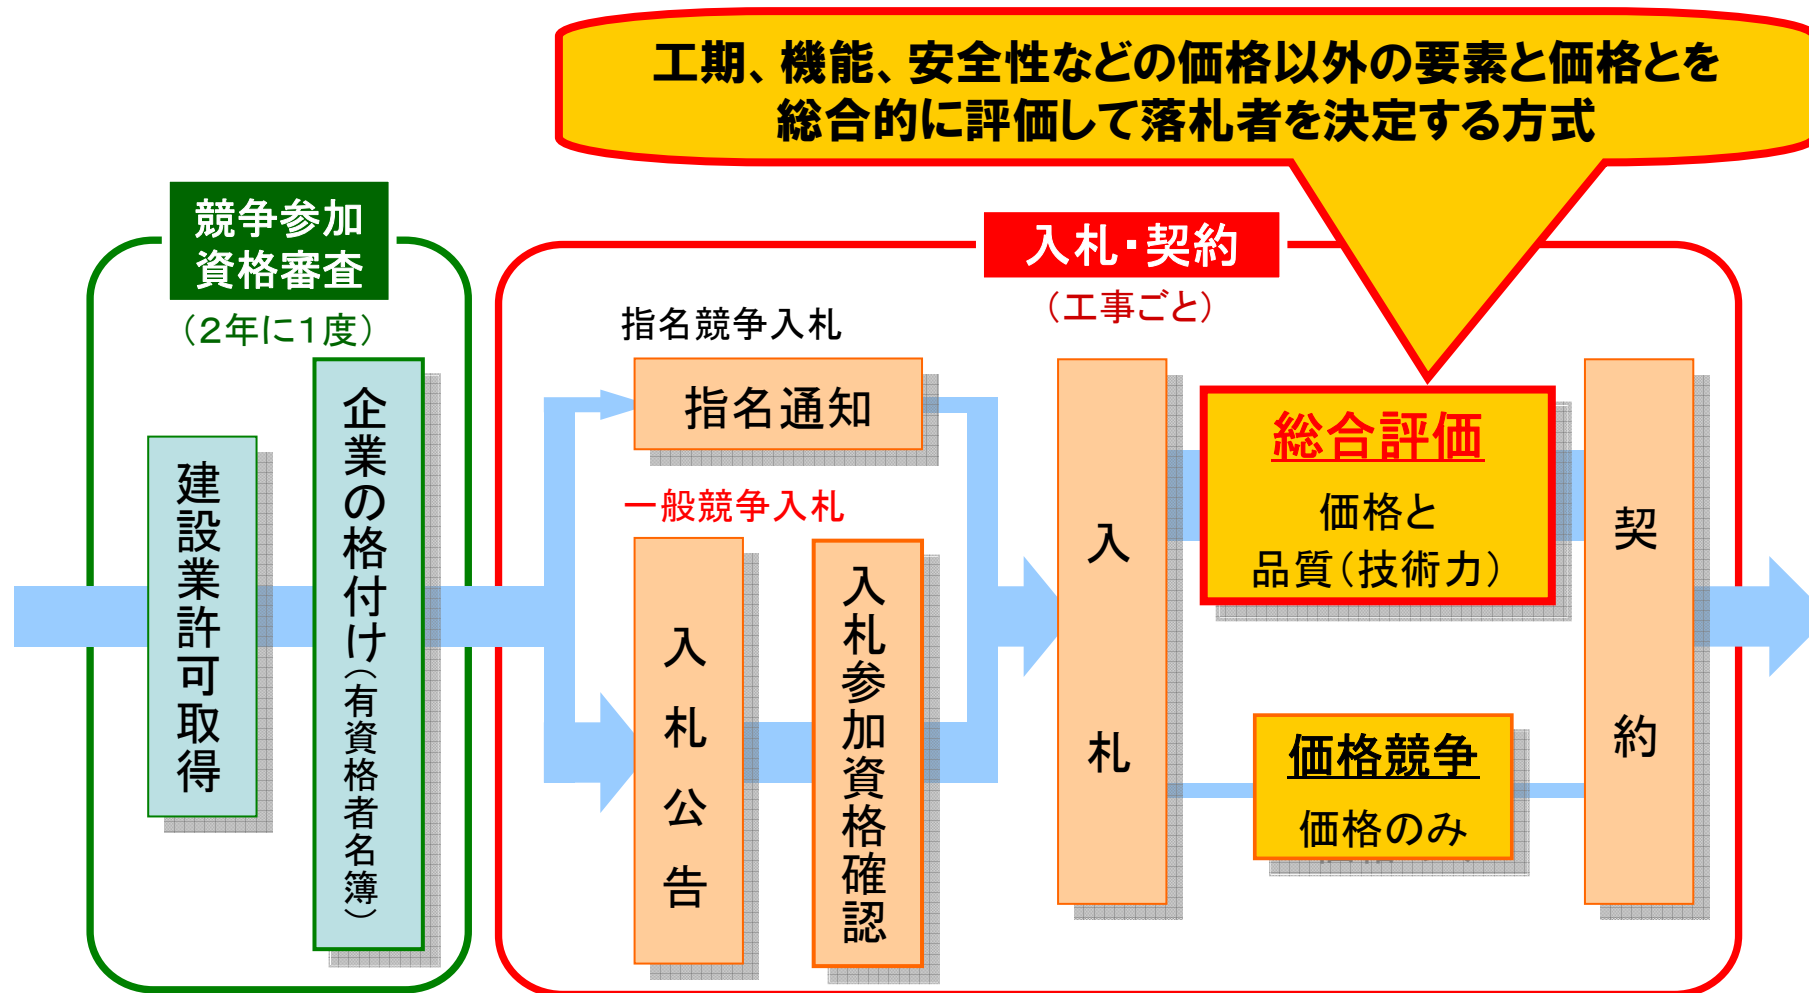 工期、機能、安全性などの価格以外の要素と価格とを
総合的に評価して落札者を決定する方式
競争参加
資格審査
（２年に１度）
建設業許可取得
企業の格付け（有資格者名簿）
入札・契約
（工事ごと）
指名競争入札
指名通知
一般競争入札
入札公告
入札参加資格確認
入札
総合評価
価格と
品質（技術力）
価格競争
価格のみ
契約